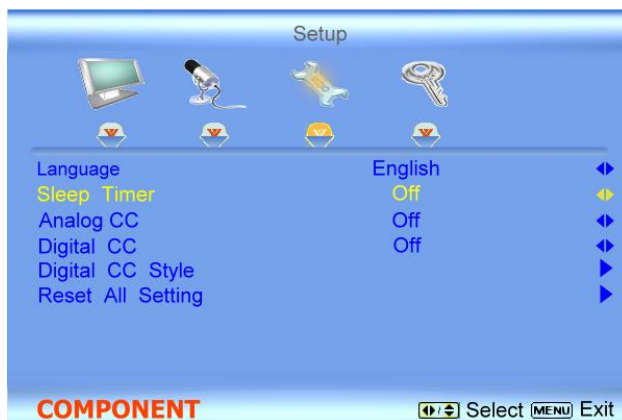 Setup
Language English
Sleep Timer Off
Analog CC Off
Digital CC Off
Digital CC Style
Reset All Setting
COMPONENT Select MENU Exit